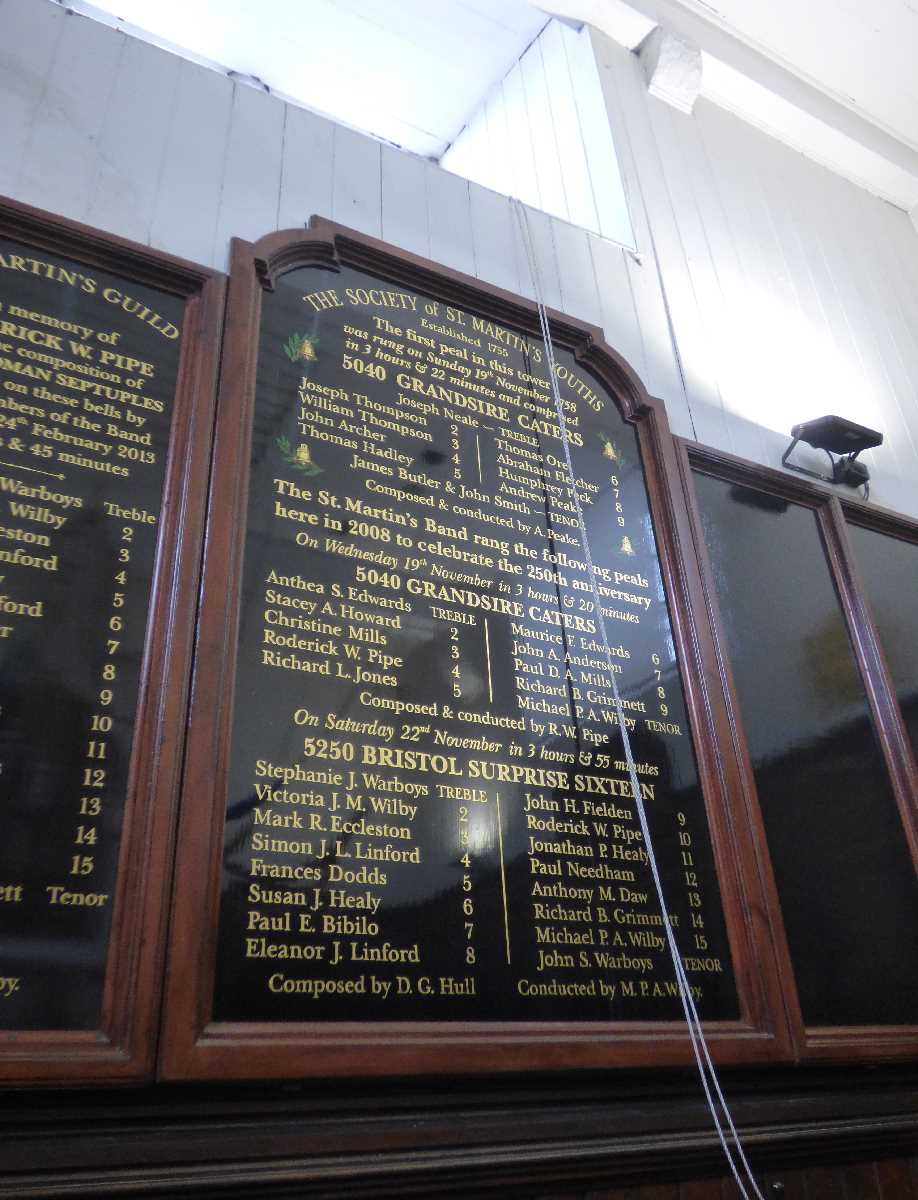 MARTIN'S GUILD
memory of
RICK W. PIPE
composition of
MAN SEPTUPLES
on these bells by
mbers of the Band
24th February 2013
& 45 minutes
Warboys Treble
Wilby 2
3
4
5
6
7
8
9
10
11
12
13
14
15
Tenor
THE SOCIETY of ST. MARTIN'S YOUTHS
Established 1755
The first peal in this tower
was rung on Sunday 19th November 1758
in 3 hours & 22 minutes and comprised
5040 GRANDSIRE CATERS
Joseph Neale – TREBLE
Joseph Thompson 2 Thomas Ore 6
William Thompson 3 Abraham Fletcher 7
John Archer 4 Humphrey Peck 8
Thomas Hadley 5 Andrew Peake 9
James Butler & John Smith – TENOR
Composed & conducted by A. Peake.
The St. Martin's Band rang the following peals
here in 2008 to celebrate the 250th anniversary
On Wednesday 19th November in 3 hours & 20 minutes
5040 GRANDSIRE CATERS
Anthea S. Edwards TREBLE Maurice F. Edwards 6
Stacey A. Howard 2 John A. Anderson 7
Christine Mills 3 Paul D. A. Mills 8
Roderick W. Pipe 4 Richard B. Grimmett 9
Richard L. Jones 5 Michael P. A. Wilby TENOR
Composed & conducted by R.W. Pipe
On Saturday 22nd November in 3 hours & 55 minutes
5250 BRISTOL SURPRISE SIXTEEN
Stephanie J. Warboys TREBLE John H. Fielden 9
Victoria J. M. Wilby 2 Roderick W. Pipe 10
Mark R. Eccleston 3 Jonathan P. Healy 11
Simon J. L. Linford 4 Paul Needham 12
Frances Dodds 5 Anthony M. Daw 13
Susan J. Healy 6 Richard B. Grimmett 14
Paul E. Bibilo 7 Michael P. A. Wilby 15
Eleanor J. Linford 8 John S. Warboys TENOR
Composed by D. G. Hull Conducted by M. P. A. Wilby.